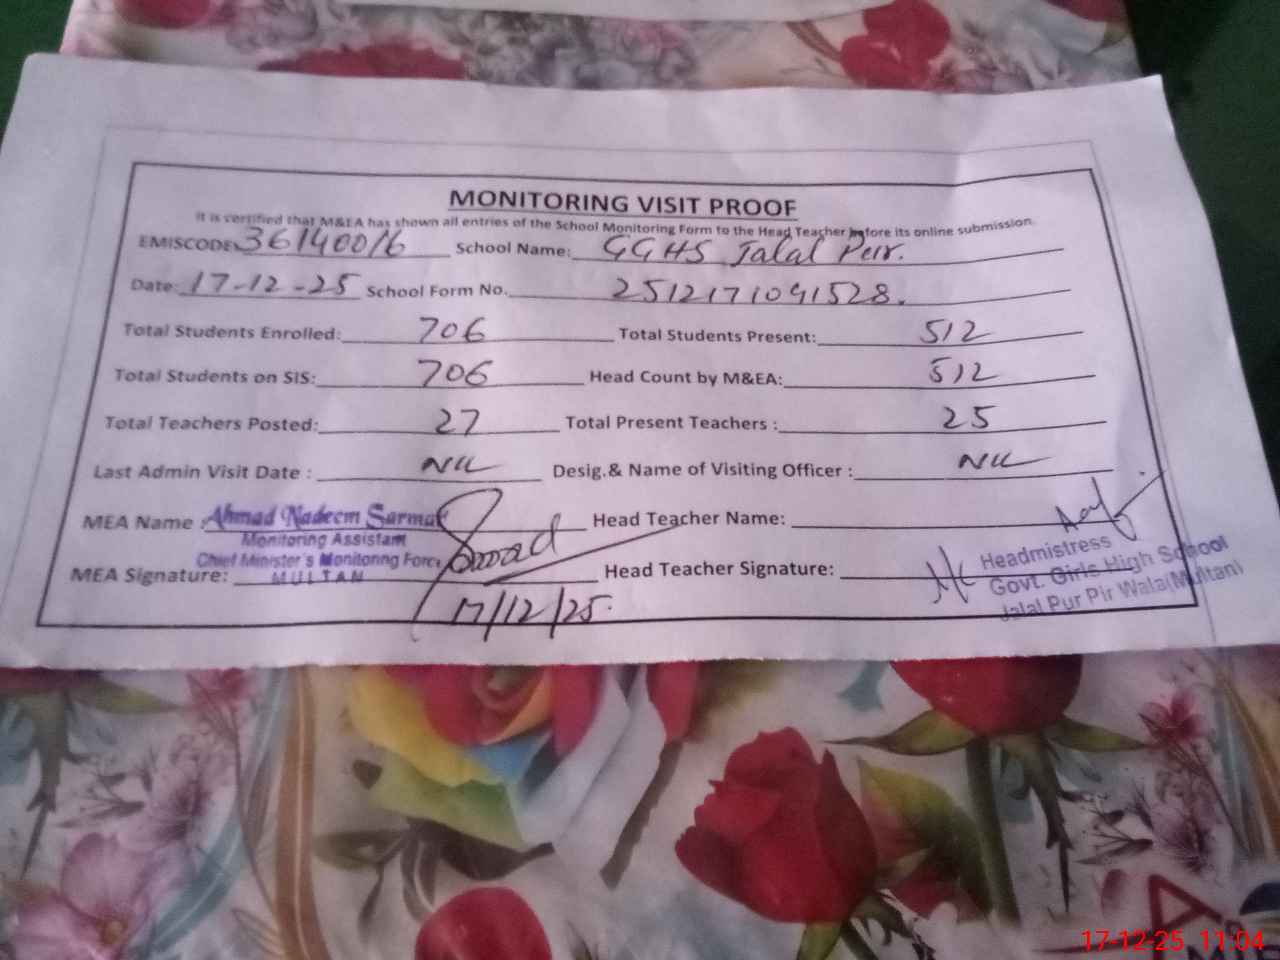 MONITORING VISIT PROOF
It is certified that M&EA has shown all entries of the School Monitoring Form to the Head Teacher before its online submission.
EMISCODE: 36140016 School Name: GGHS Jalal Pur.
Date: 17-12-25 School Form No. 2512171091528.
Total Students Enrolled: 706 Total Students Present: 512
Total Students on SIS: 706 Head Count by M&EA: 512
Total Teachers Posted: 27 Total Present Teachers : 25
Last Admin Visit Date : NIL Desig.& Name of Visiting Officer : NIL
MEA Name : Ahmad Nadeem Sarmad Head Teacher Name:
Monitoring Assistant
Chief Minister's Monitoring Force
MULTAN
MEA Signature: Head Teacher Signature:
Headmistress
Govt. Girls High School
Jalal Pur Pir Wala(Multan)
17/12/25.
17-12-25 11:04